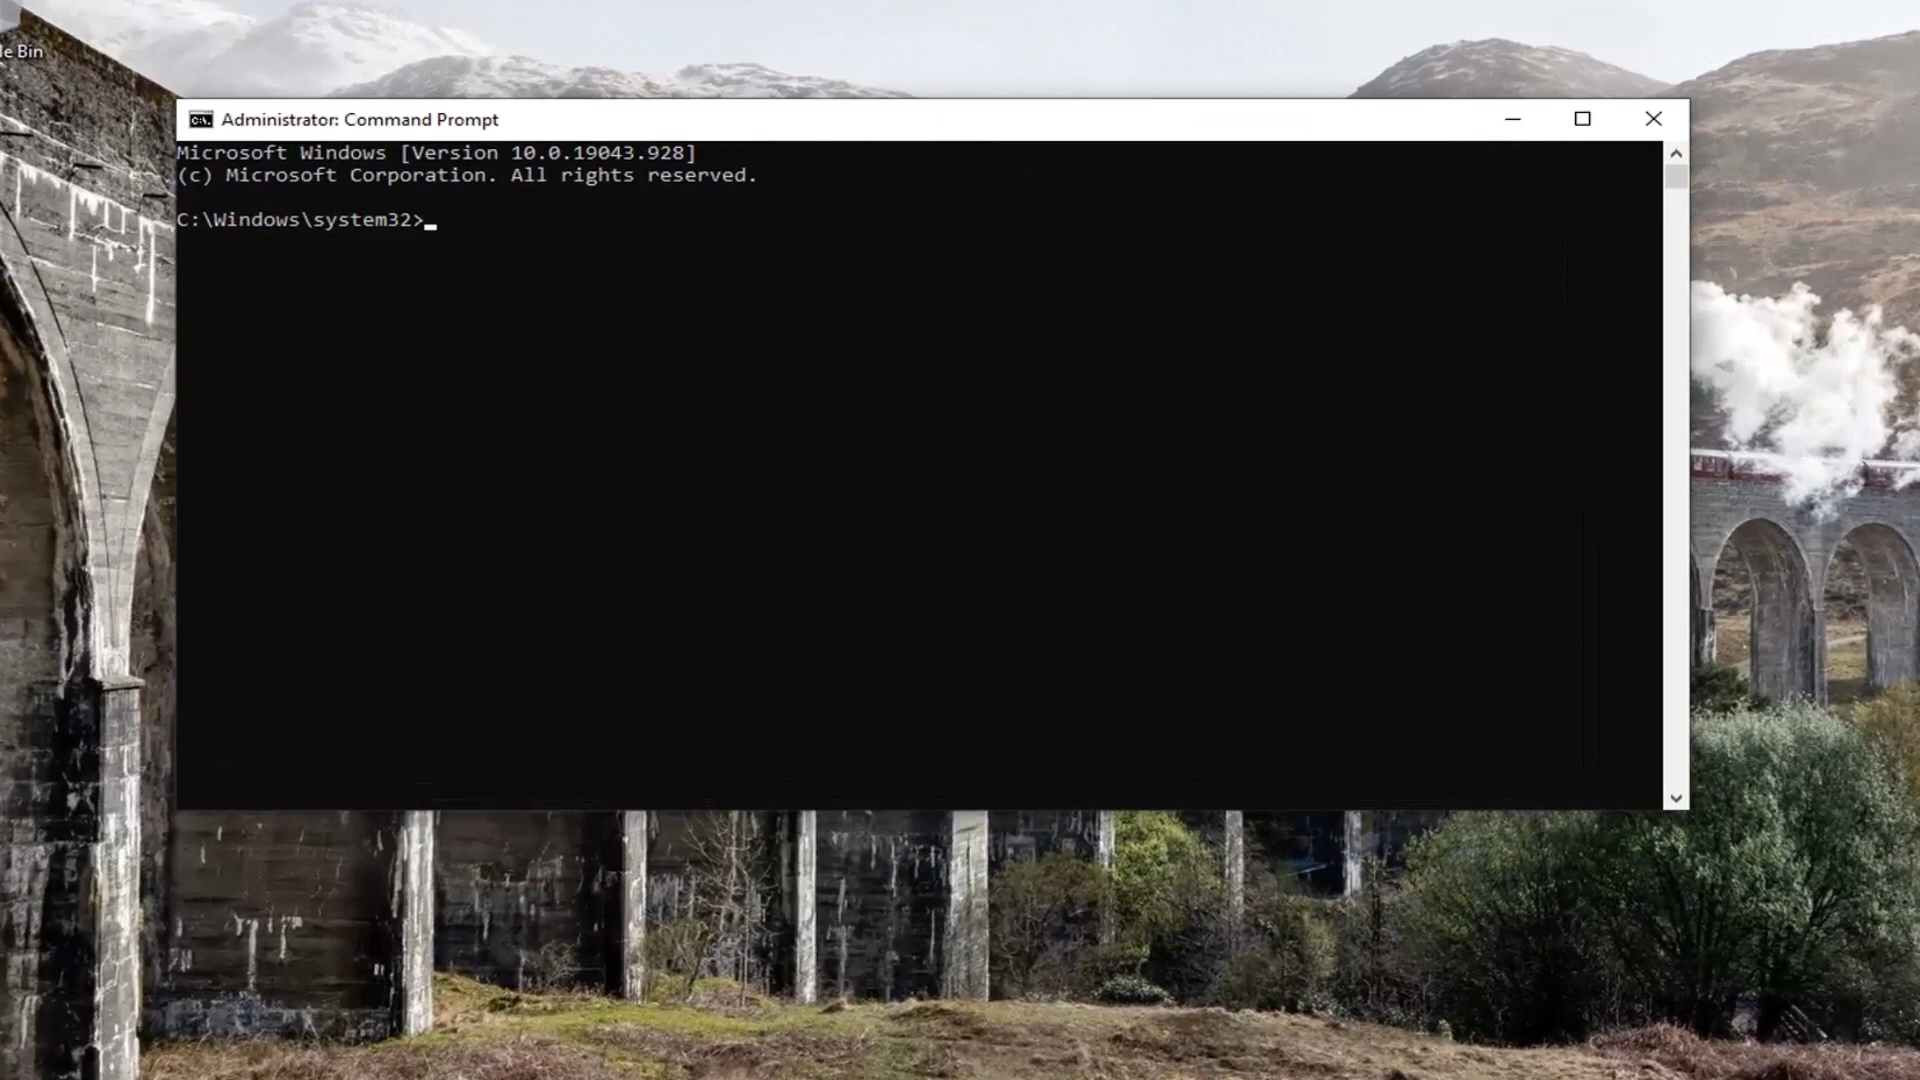 le Bin
Administrator: Command Prompt
Microsoft Windows [Version 10.0.19043.928]
(c) Microsoft Corporation. All rights reserved.
C:\Windows\system32>